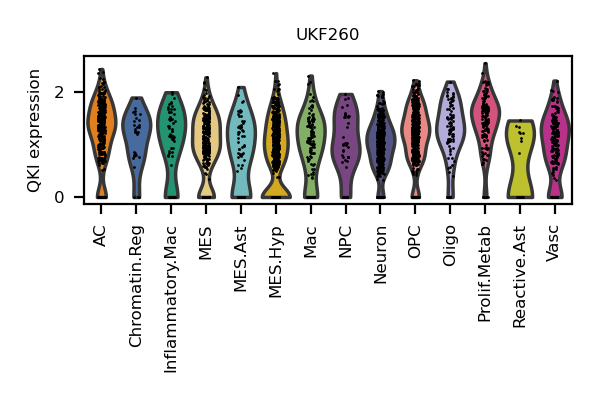 UKF260
QKI expression
2
0
AC
Chromatin.Reg
Inflammatory.Mac
MES
MES.Ast
MES.Hyp
Mac
NPC
Neuron
OPC
Oligo
Prolif.Metab
Reactive.Ast
Vasc